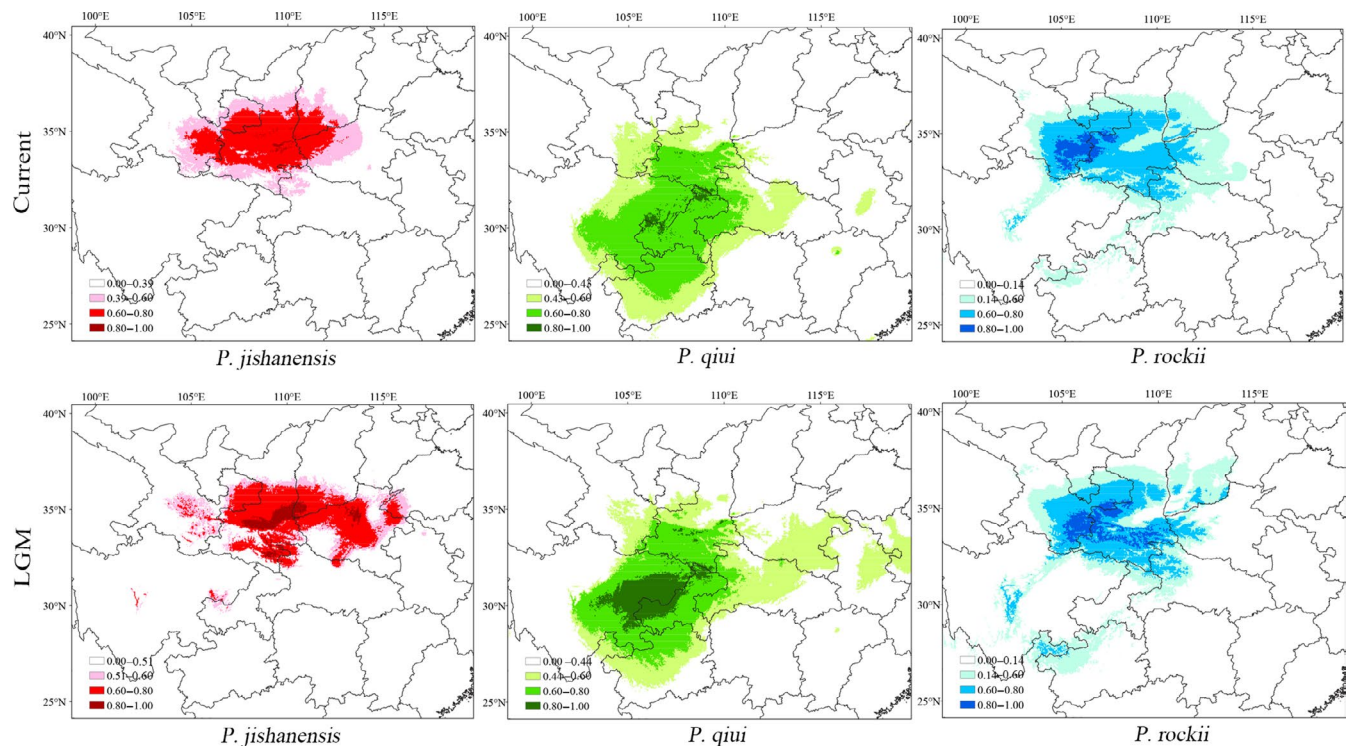 100°E 105°E 110°E 115°E
100°E 105°E 110°E 115°E
100°E 105°E 110°E 115°E
Current
40°N
35°N
30°N
25°N
0.00–0.39
0.39–0.60
0.60–0.80
0.80–1.00
P. jishanensis
40°N
35°N
30°N
25°N
0.00–0.45
0.45–0.60
0.60–0.80
0.80–1.00
P. qiui
40°N
35°N
30°N
25°N
0.00–0.14
0.14–0.60
0.60–0.80
0.80–1.00
P. rockii
100°E 105°E 110°E 115°E
100°E 105°E 110°E 115°E
100°E 105°E 110°E 115°E
LGM
40°N
35°N
30°N
25°N
0.00–0.51
0.51–0.60
0.60–0.80
0.80–1.00
P. jishanensis
40°N
35°N
30°N
25°N
0.00–0.44
0.44–0.60
0.60–0.80
0.80–1.00
P. qiui
40°N
35°N
30°N
25°N
0.00–0.14
0.14–0.60
0.60–0.80
0.80–1.00
P. rockii